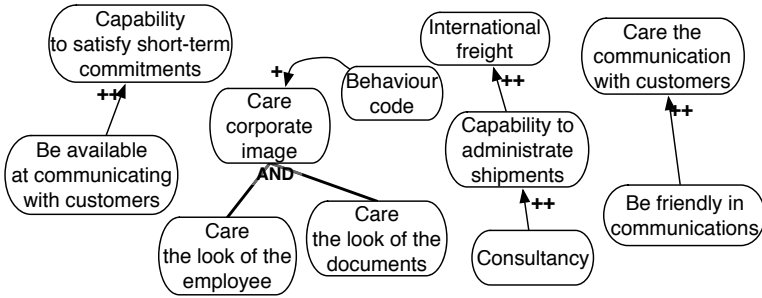 Capability
to satisfy short-term
commitments
++
Be available
at communicating
with customers
+
Behaviour
code
Care
corporate
image
AND
Care
the look of the
employee
Care
the look of the
documents
International
freight
++
Capability to
administrate
shipments
++
Consultancy
Care the
communication
with customers
++
Be friendly in
communications